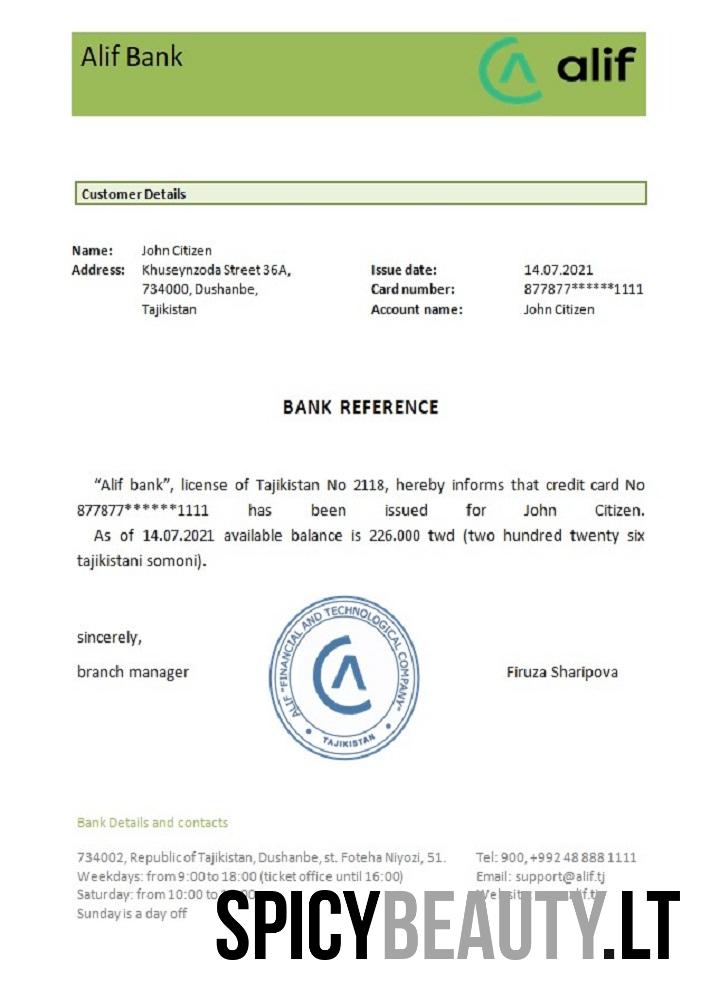 Alif Bank
alif
Customer Details
Name: John Citizen
Address: Khuseynzoda Street 36A, Issue date: 14.07.2021
734000, Dushanbe, Card number: 877877******1111
Tajikistan Account name: John Citizen
BANK REFERENCE
“Alif bank”, license of Tajikistan No 2118, hereby informs that credit card No
877877******1111 has been issued for John Citizen.
As of 14.07.2021 available balance is 226.000 twd (two hundred twenty six
tajikistani somoni).
sincerely,
ALIF "FINANCIAL AND TECHNOLOGICAL COMPANY"
TAJIKISTAN
branch manager Firuza Sharipova
Bank Details and contacts
734002, Republic of Tajikistan, Dushanbe, st. Foteha Niyozi, 51. Tel: 900, +992 48 888 1111
Weekdays: from 9:00 to 18:00 (ticket office until 16:00) Email: support@alif.tj
Saturday: from 10:00 to
Sunday is a day off
SPICYBEAUTY.LT